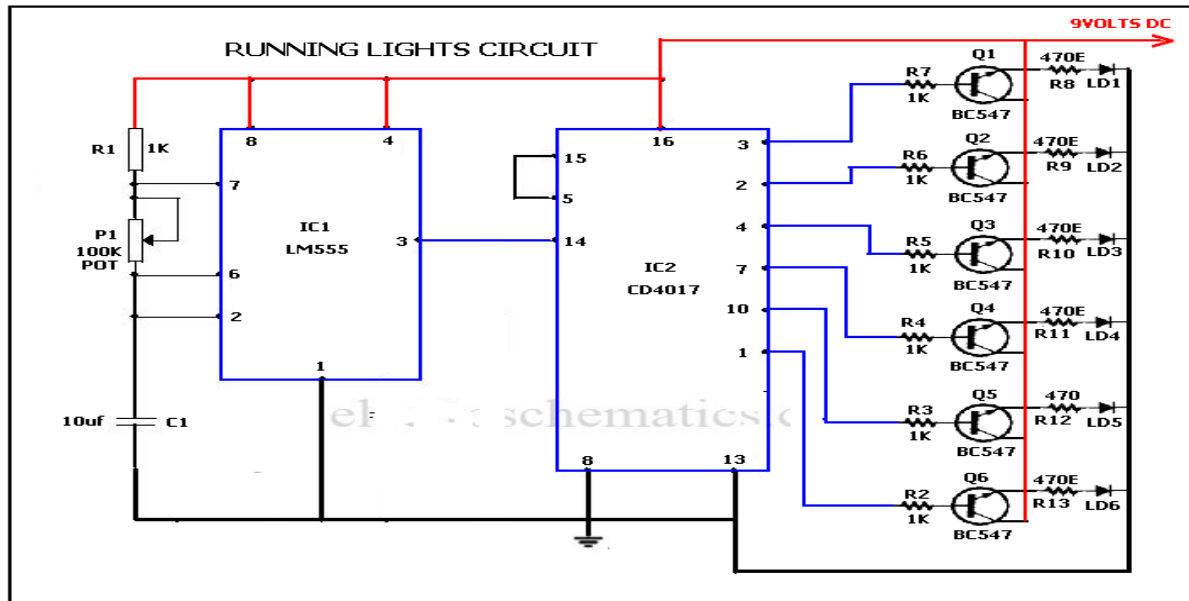 9VOLTS DC
RUNNING LIGHTS CIRCUIT
R1 1K
P1
100K
POT
10uf C1
8 4
7
6
2
3
1
IC1
LM555
16
15
5
14
IC2
CD4017
3
2
4
7
10
1
8
13
R7
1K
Q1
BC547
470E
R8 LD1
R6
1K
Q2
BC547
470E
R9 LD2
R5
1K
Q3
BC547
470E
R10 LD3
R4
1K
Q4
BC547
470E
R11 LD4
R3
1K
Q5
BC547
470
R12 LD5
R2
1K
Q6
BC547
470E
R13 LD6
schematics